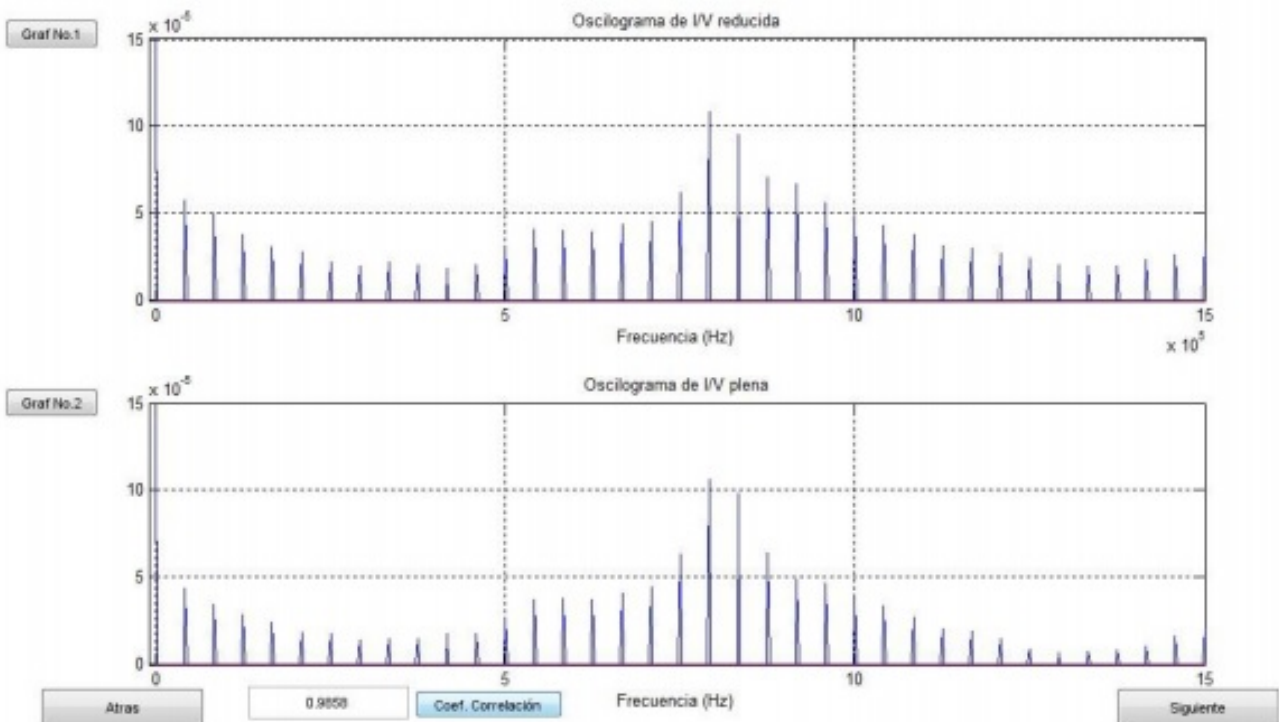 Graf No.1
x 10^-5
Oscilograma de I/V reducida
15
10
5
0
0 5 10 15
Frecuencia (Hz)
x 10^5
Graf No.2
x 10^-5
Oscilograma de I/V plena
15
10
5
0
0 5 10 15
Atras
0.9858
Coef. Correlación
Frecuencia (Hz)
Siguiente